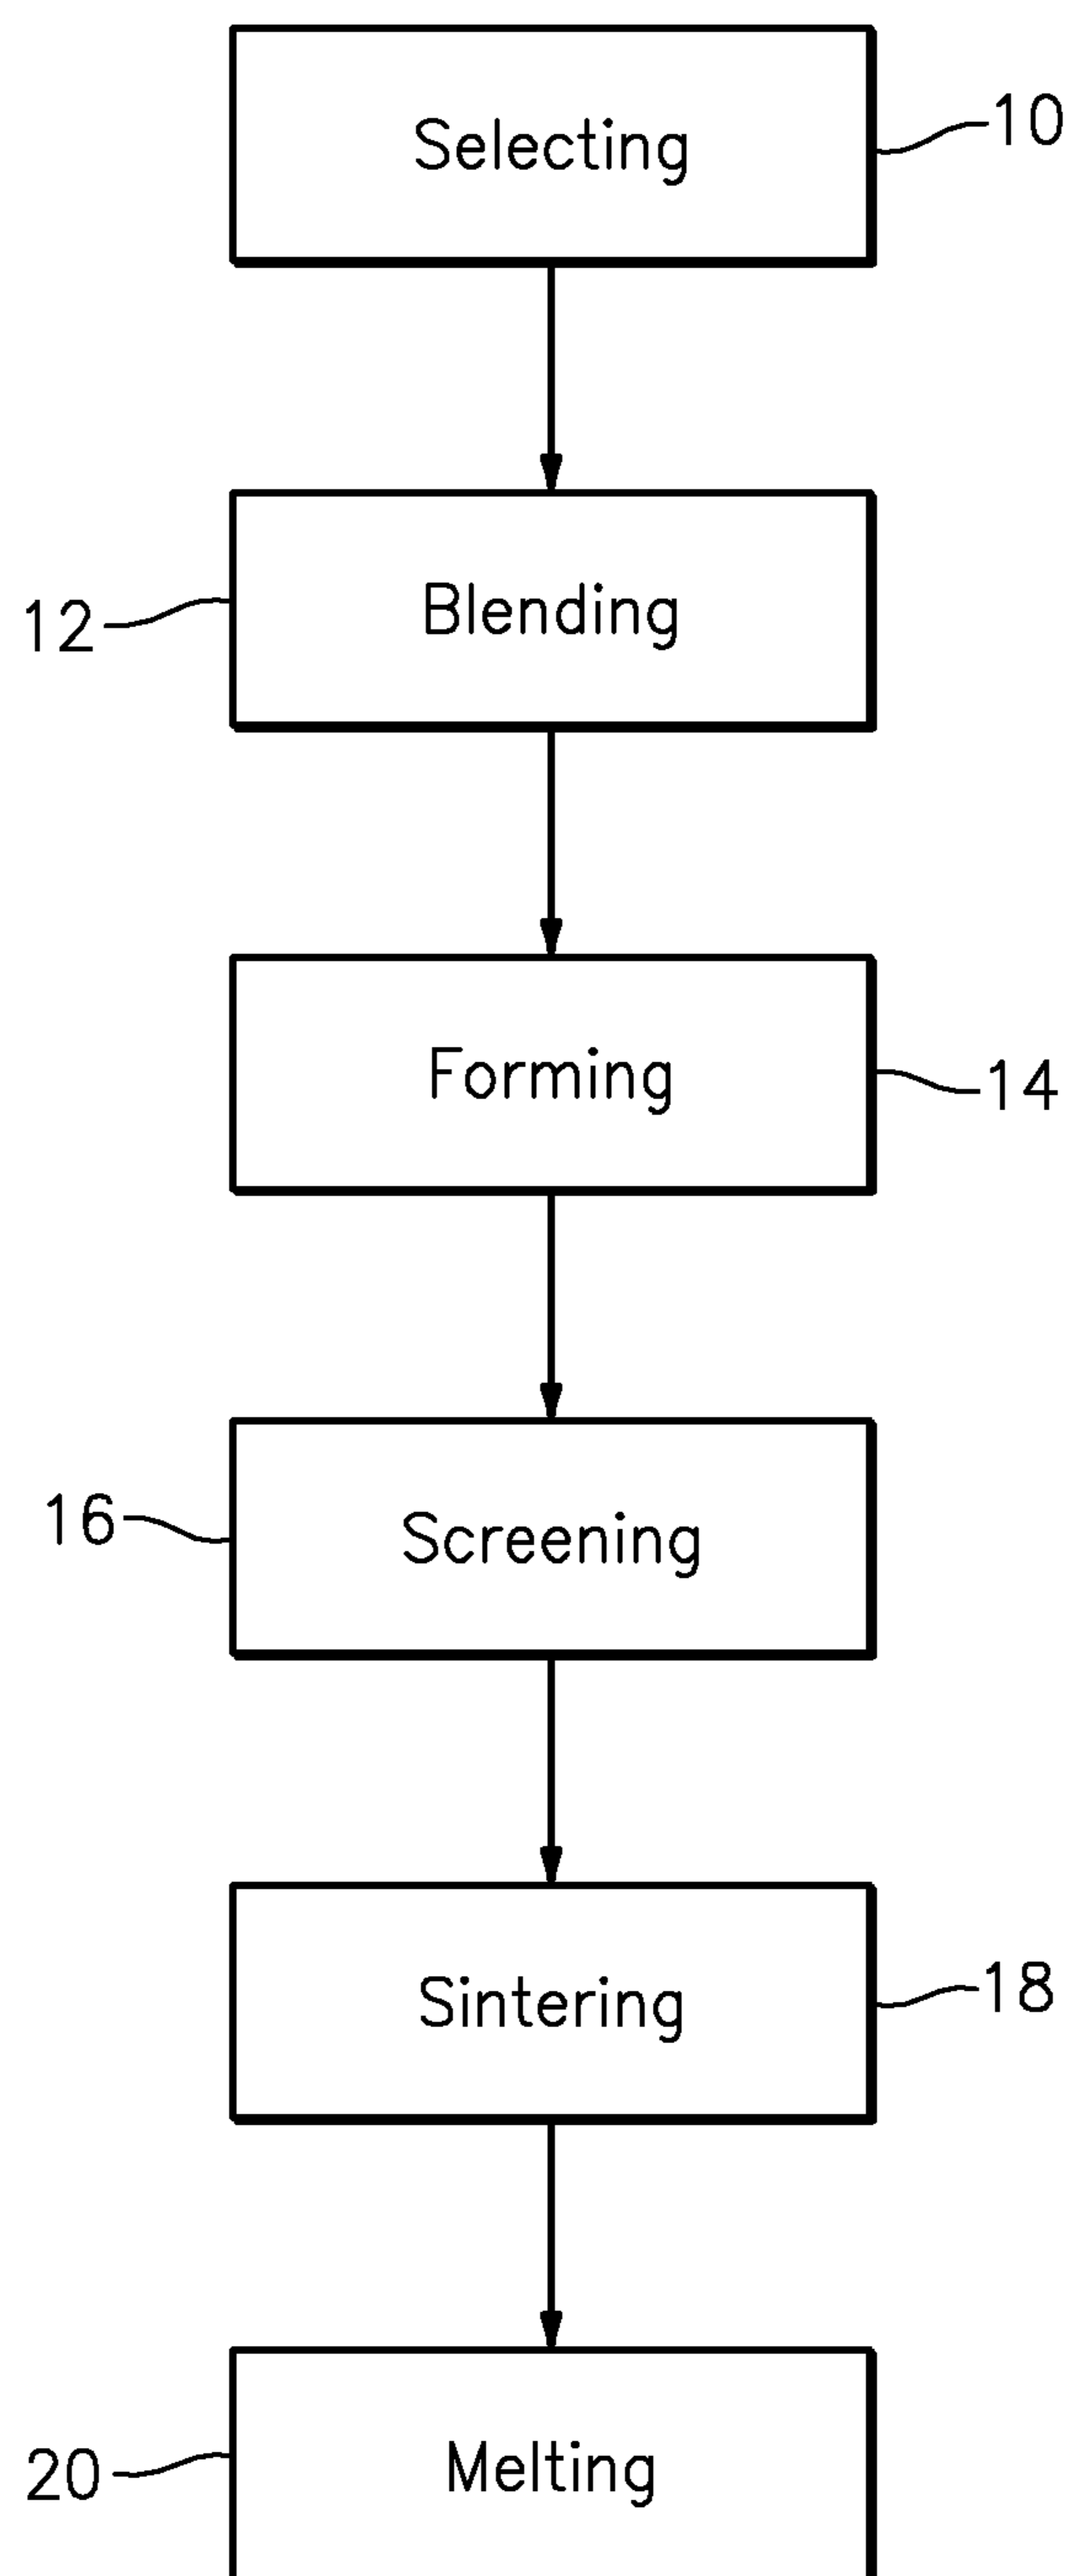 Selecting
10
12
Blending
Forming
14
16
Screening
Sintering
18
20
Melting